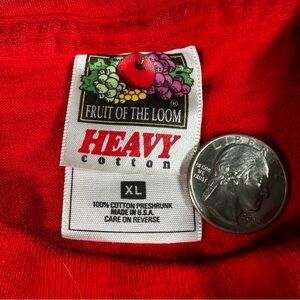 FRUIT OF THE LOOM
®
HEAVY
cotton
XL
100% COTTON PRESHRUNK
MADE IN U.S.A.
CARE ON REVERSE
LIBERTY
IN GOD
WE TRUST